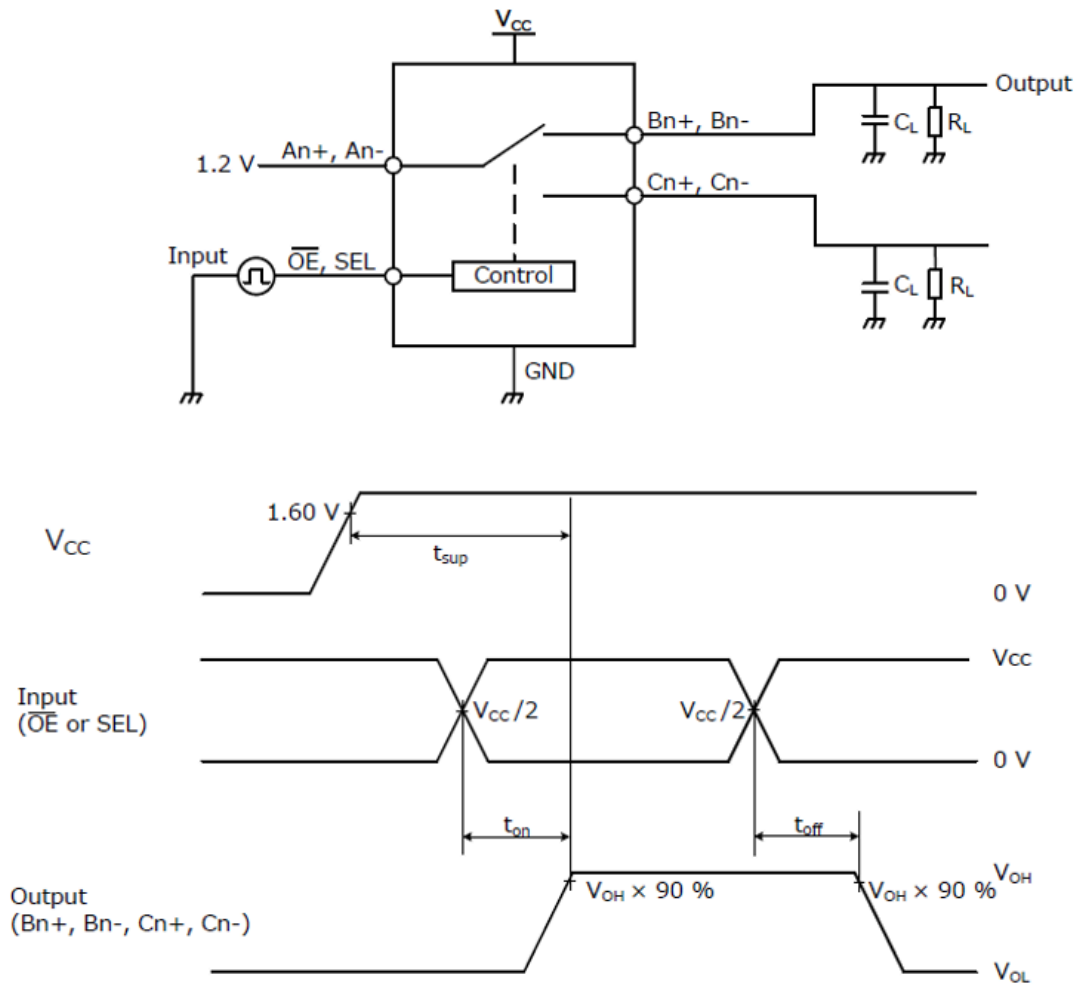 VCC
Output
Bn+, Bn-
CL
RL
An+, An-
1.2 V
Cn+, Cn-
Input
O̅E̅, SEL
Control
CL
RL
GND
1.60 V
VCC
tsup
0 V
Vcc
Input
(O̅E̅ or SEL)
VCC/2
VCC/2
0 V
ton
toff
VOH
Output
(Bn+, Bn-, Cn+, Cn-)
VOH × 90 %
VOH × 90 %
VOL